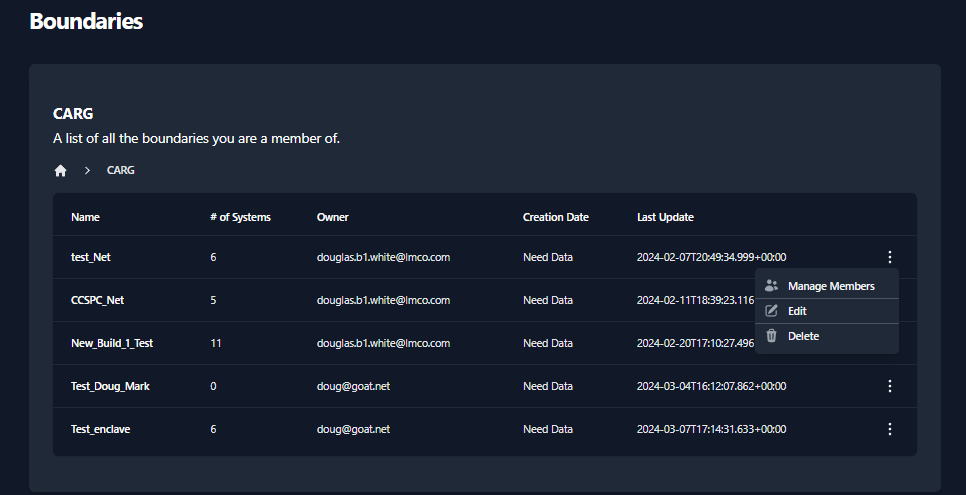 Boundaries
CARG
A list of all the boundaries you are a member of.
CARG
Name # of Systems Owner Creation Date Last Update
test_Net 6 douglas.b1.white@lmco.com Need Data 2024-02-07T20:49:34.999+00:00
Manage Members
CCSPC_Net 5 douglas.b1.white@lmco.com Need Data 2024-02-11T18:39:23.116
Edit
Delete
New_Build_1_Test 11 douglas.b1.white@lmco.com Need Data 2024-02-20T17:10:27.496
Test_Doug_Mark 0 doug@goat.net Need Data 2024-03-04T16:12:07.862+00:00
Test_enclave 6 doug@goat.net Need Data 2024-03-07T17:14:31.633+00:00